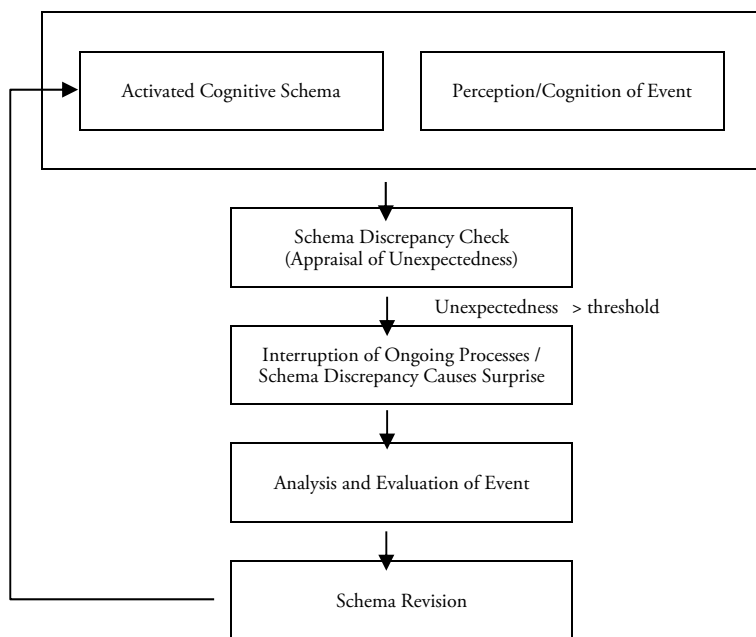 Activated Cognitive Schema
Perception/Cognition of Event
Schema Discrepancy Check
(Appraisal of Unexpectedness)
Unexpectedness > threshold
Interruption of Ongoing Processes /
Schema Discrepancy Causes Surprise
Analysis and Evaluation of Event
Schema Revision